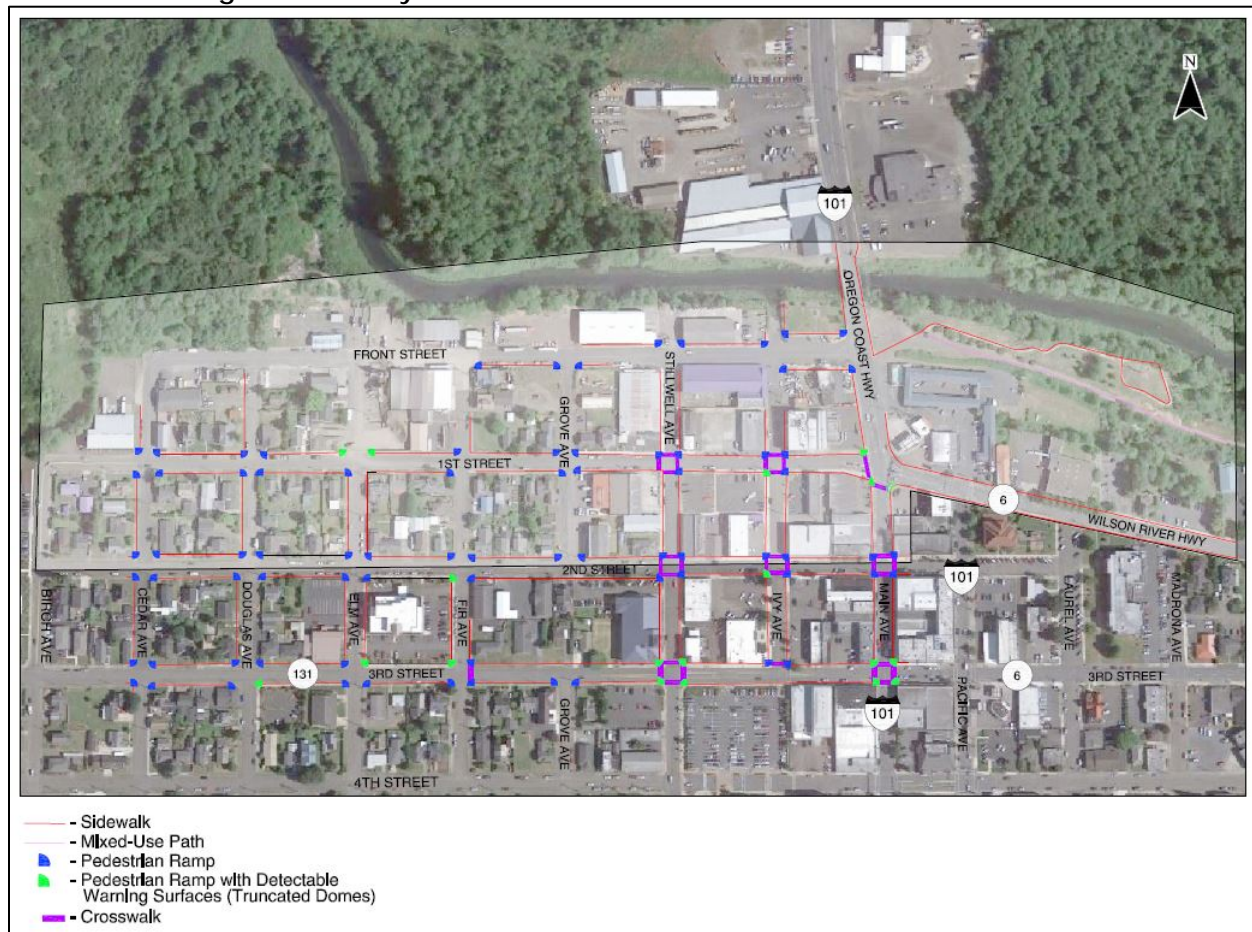 N
101
OREGON COAST HWY
FRONT STREET
STILLWELL AVE
GROVE AVE
1ST STREET
6
WILSON RIVER HWY
2ND STREET
101
BIRCH AVE
CEDAR AVE
DOUGLAS AVE
ELM AVE
FIR AVE
IVY AVE
MAIN AVE
LAUREL AVE
MADRONA AVE
131
3RD STREET
6
3RD STREET
GROVE AVE
101
PACIFIC AVE
4TH STREET
- Sidewalk
- Mixed-Use Path
- Pedestrian Ramp
- Pedestrian Ramp with Detectable
Warning Surfaces (Truncated Domes)
- Crosswalk